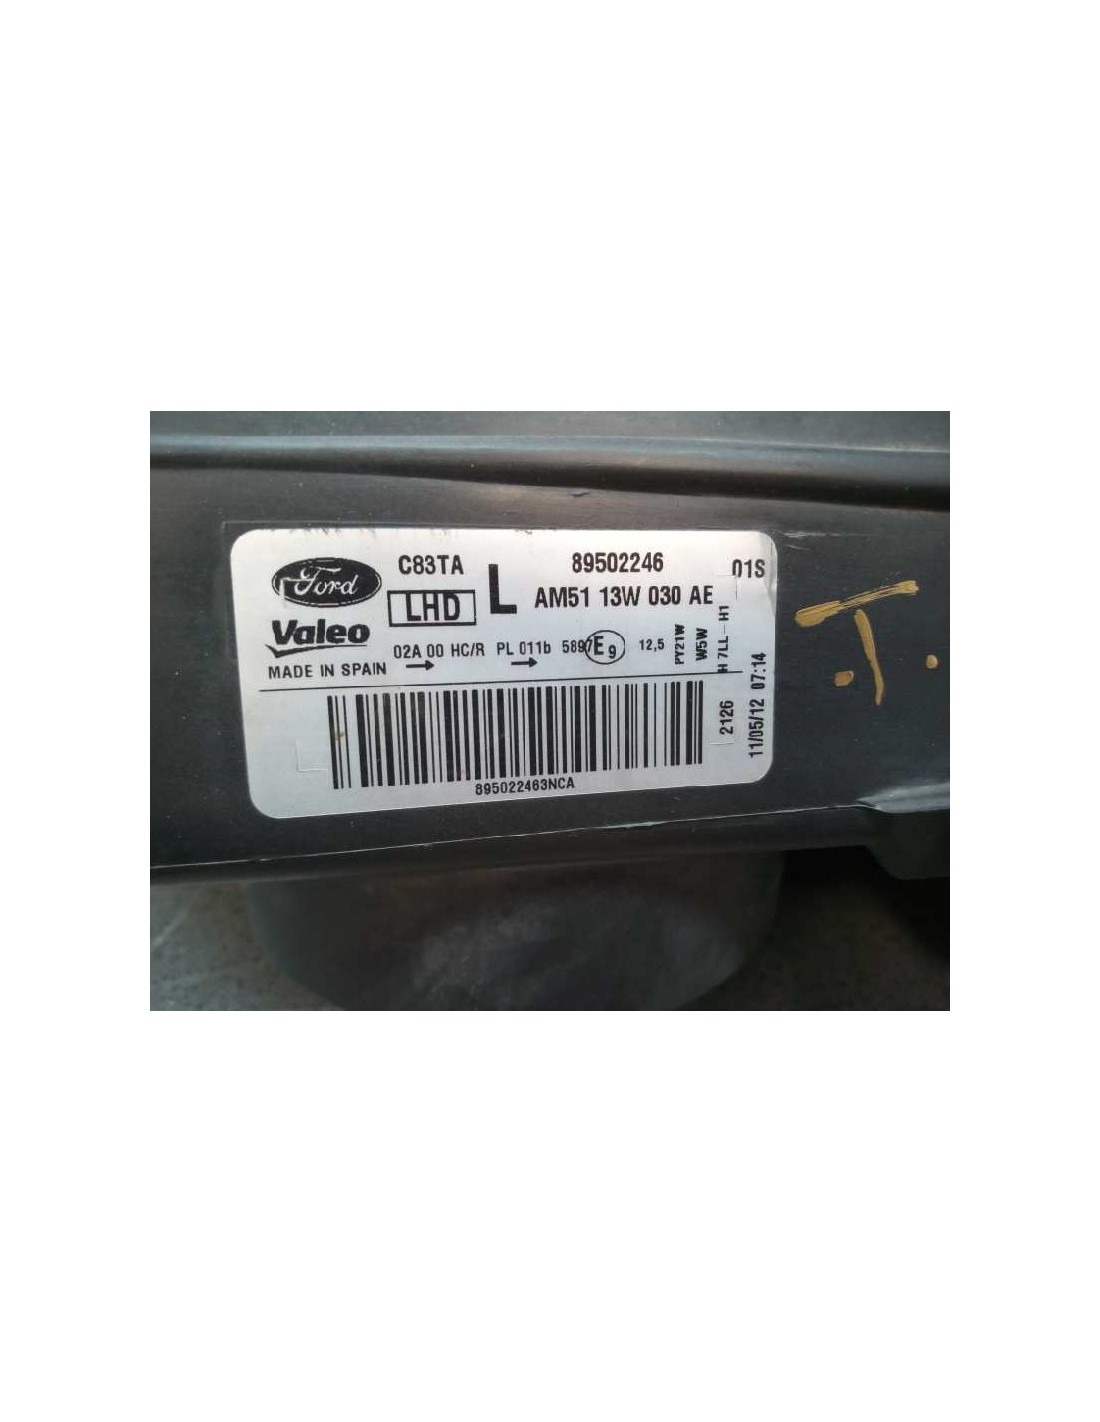 Ford
C83TA
89502246
01S
LHD
L
AM51 13W 030 AE
Valeo
02A 00 HC/R PL 011b 5897 E9 12,5
PY21W
W5W
H 7LL-H1
MADE IN SPAIN
2126
11/05/12 07:14
895022463NCA
.T.